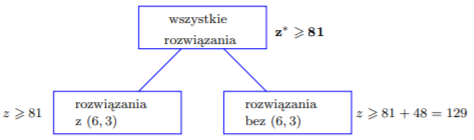 wszystkie
rozwiązania
z* ⩾ 81
z ⩾ 81
rozwiązania
z (6, 3)
rozwiązania
bez (6, 3)
z ⩾ 81 + 48 = 129